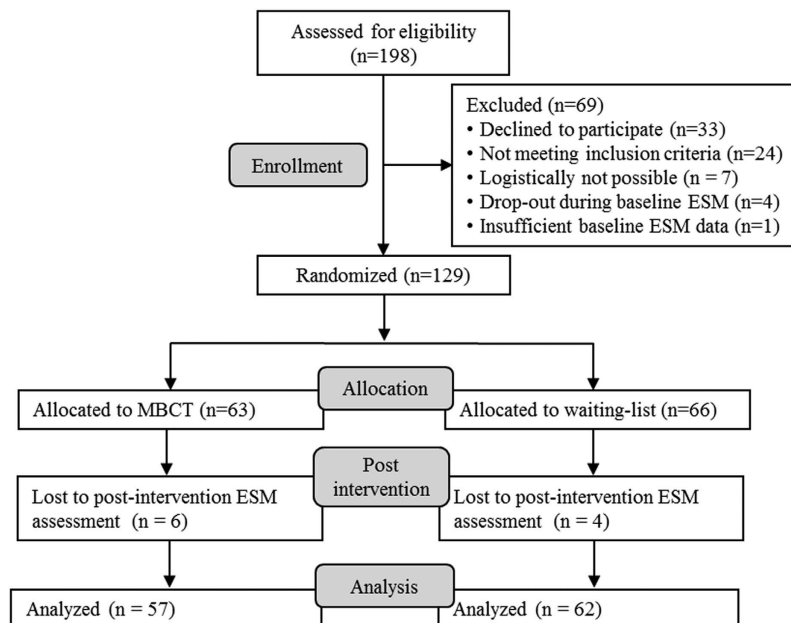 Assessed for eligibility
(n=198)
Excluded (n=69)
• Declined to participate (n=33)
• Not meeting inclusion criteria (n=24)
• Logistically not possible (n = 7)
• Drop-out during baseline ESM (n=4)
• Insufficient baseline ESM data (n=1)
Enrollment
Randomized (n=129)
Allocation
Allocated to MBCT (n=63)
Allocated to waiting-list (n=66)
Post
intervention
Lost to post-intervention ESM
assessment (n = 6)
Lost to post-intervention ESM
assessment (n = 4)
Analysis
Analyzed (n = 57)
Analyzed (n = 62)